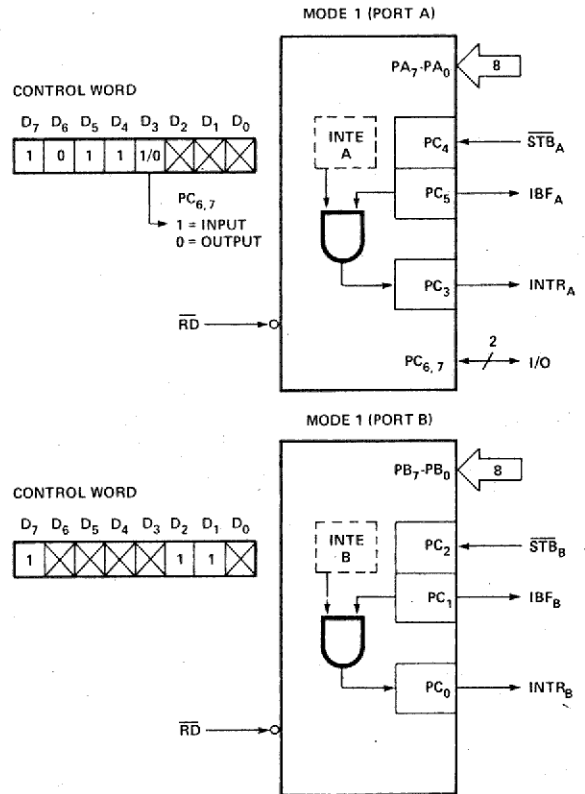 MODE 1 (PORT A)
PA7-PA0
8
CONTROL WORD
D7 D6 D5 D4 D3 D2 D1 D0
1 0 1 1 1/0
PC6, 7
1 = INPUT
0 = OUTPUT
INTE
A
PC4
STBA
PC5
IBFA
PC3
INTRA
RD
PC6, 7
2
I/O
MODE 1 (PORT B)
PB7-PB0
8
CONTROL WORD
D7 D6 D5 D4 D3 D2 D1 D0
1 1 1
INTE
B
PC2
STBB
PC1
IBFB
PC0
INTRB
RD